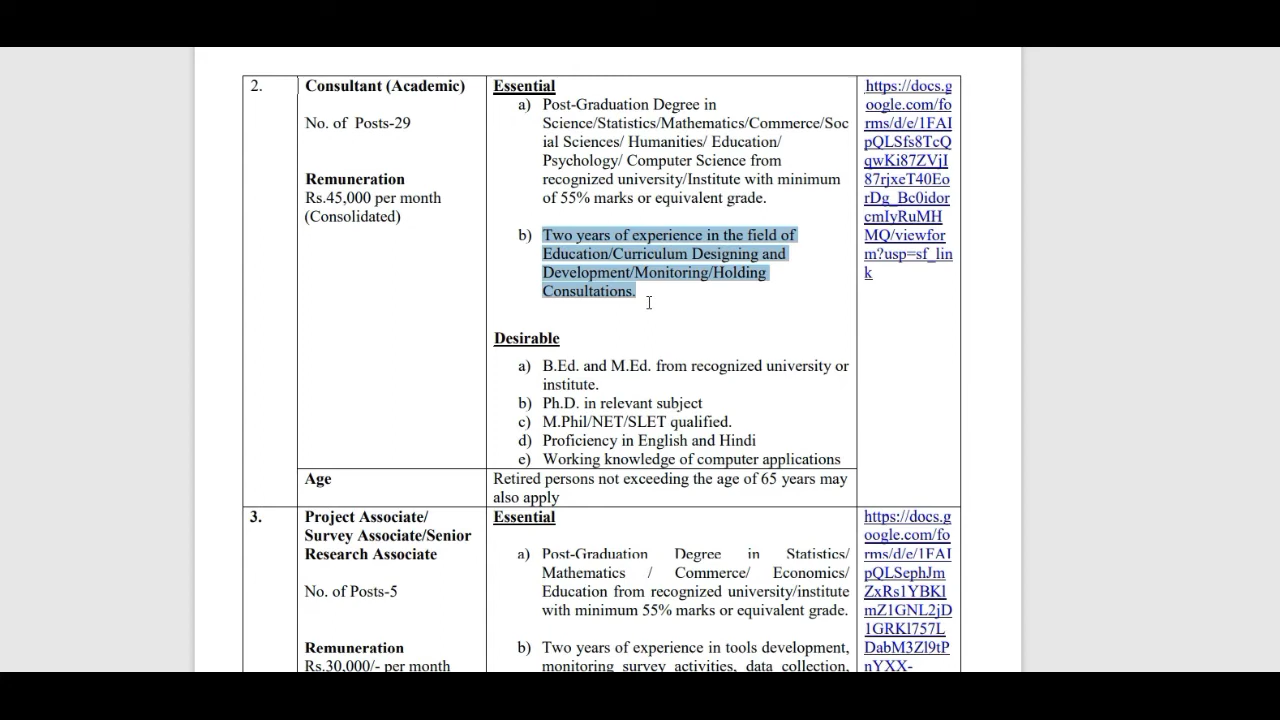 2.
Consultant (Academic)
No. of Posts-29
Remuneration
Rs.45,000 per month
(Consolidated)
Essential
a) Post-Graduation Degree in
Science/Statistics/Mathematics/Commerce/Soc
ial Sciences/ Humanities/ Education/
Psychology/ Computer Science from
recognized university/Institute with minimum
of 55% marks or equivalent grade.
b) Two years of experience in the field of
Education/Curriculum Designing and
Development/Monitoring/Holding
Consultations.
Desirable
a) B.Ed. and M.Ed. from recognized university or
institute.
b) Ph.D. in relevant subject
c) M.Phil/NET/SLET qualified.
d) Proficiency in English and Hindi
e) Working knowledge of computer applications
https://docs.g
oogle.com/fo
rms/d/e/1FAI
pQLSfs8TcQ
qwKi87ZVjI
87rjxeT40Eo
rDg_Bc0idor
cmIyRuMH
MQ/viewfor
m?usp=sf_lin
k
Age
Retired persons not exceeding the age of 65 years may
also apply
3.
Project Associate/
Survey Associate/Senior
Research Associate
No. of Posts-5
Remuneration
Rs.30,000/- per month
Essential
a) Post-Graduation Degree in Statistics/
Mathematics / Commerce/ Economics/
Education from recognized university/institute
with minimum 55% marks or equivalent grade.
b) Two years of experience in tools development,
monitoring survey activities, data collection,
https://docs.g
oogle.com/fo
rms/d/e/1FAI
pQLSephJm
ZxRs1YBKl
mZ1GNL2jD
1GRKl757L
DabM3Zl9tP
nYXX-